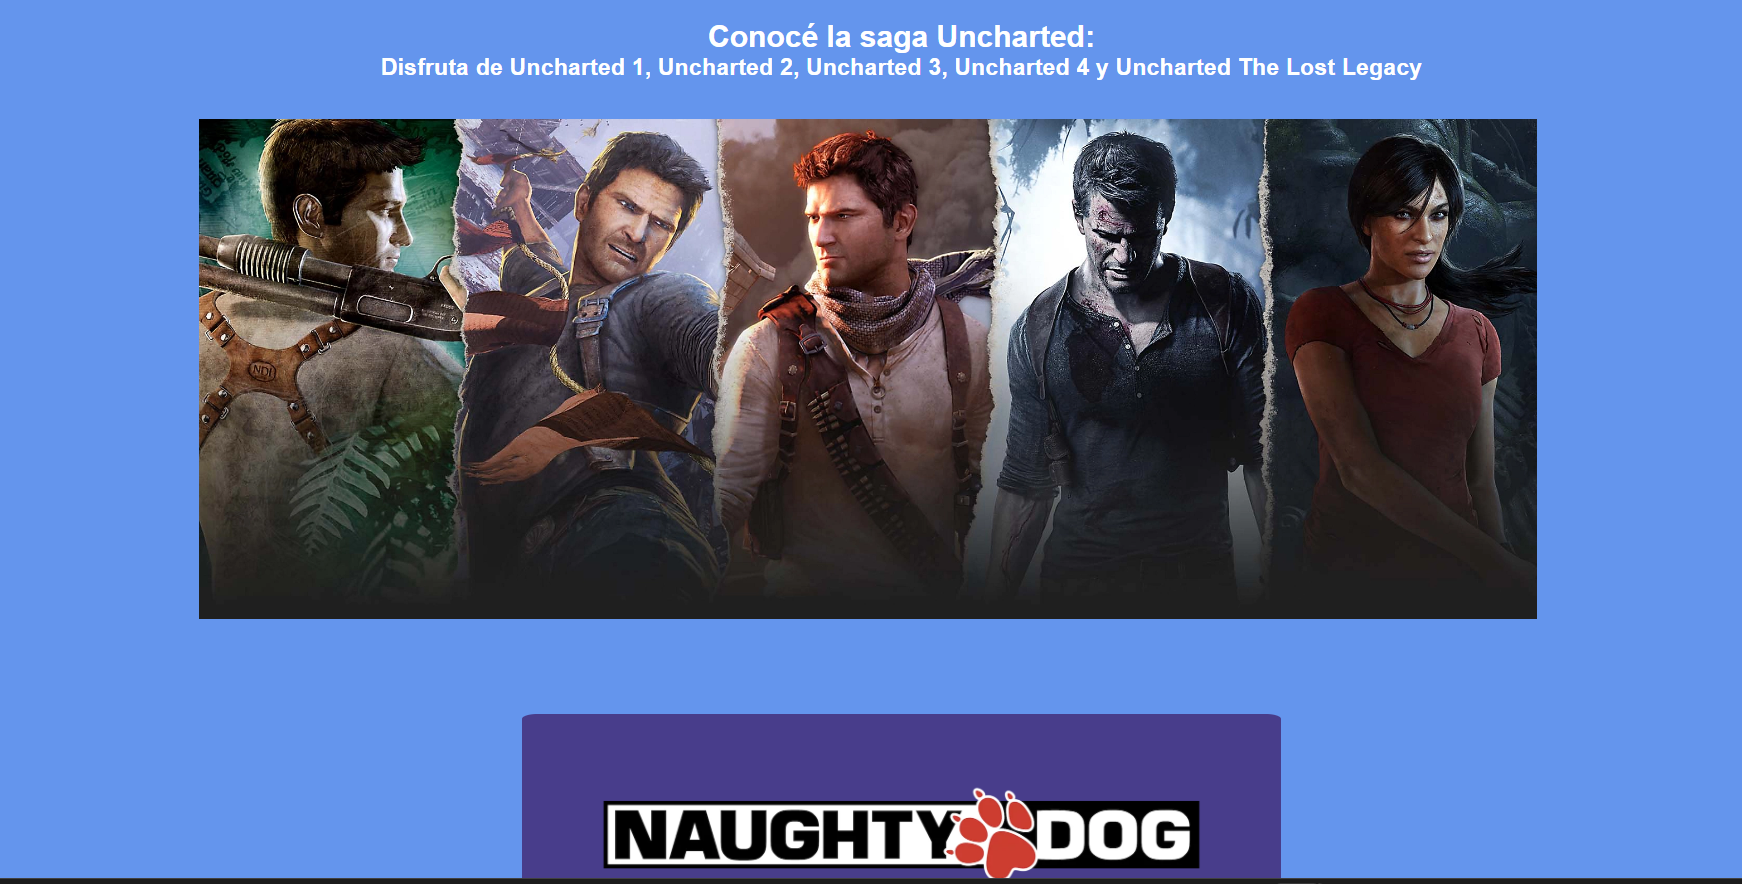 Conocé la saga Uncharted:
Disfruta de Uncharted 1, Uncharted 2, Uncharted 3, Uncharted 4 y Uncharted The Lost Legacy
NDI
NAUGHTY DOG